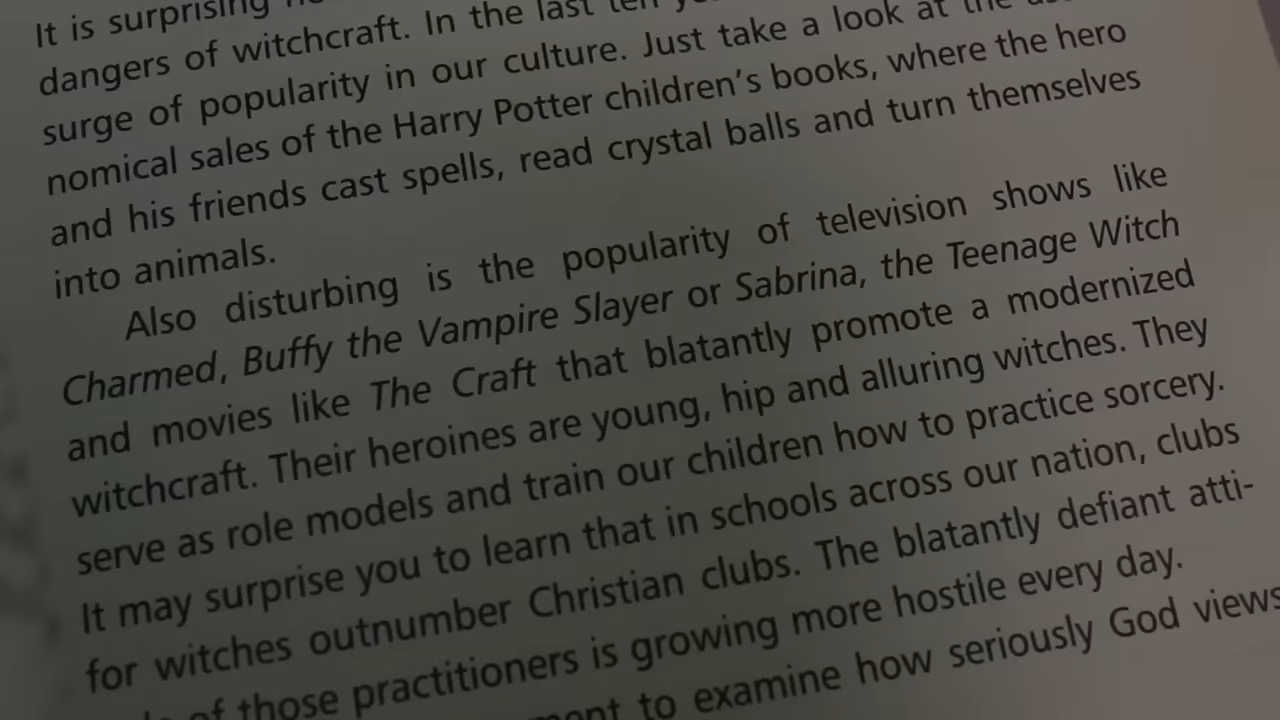 It is surprising
dangers of witchcraft. In the last ten
surge of popularity in our culture. Just take a look at the
nomical sales of the Harry Potter children's books, where the hero
and his friends cast spells, read crystal balls and turn themselves
into animals.
Also disturbing is the popularity of television shows like
Charmed, Buffy the Vampire Slayer or Sabrina, the Teenage Witch
and movies like The Craft that blatantly promote a modernized
witchcraft. Their heroines are young, hip and alluring witches. They
serve as role models and train our children how to practice sorcery.
It may surprise you to learn that in schools across our nation, clubs
for witches outnumber Christian clubs. The blatantly defiant atti-
of those practitioners is growing more hostile every day.
to examine how seriously God views